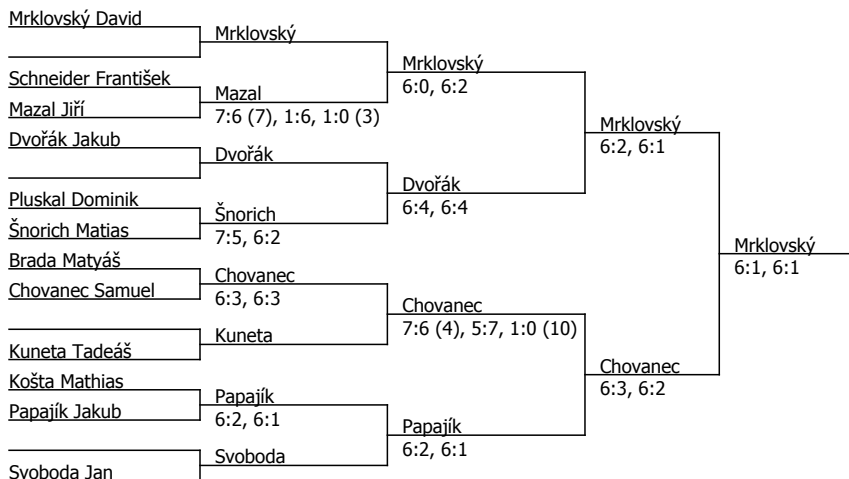 Mrklovský David
Schneider František
Mazal Jiří
Dvořák Jakub
Pluskal Dominik
Šnorich Matias
Brada Matyáš
Chovanec Samuel
Kuneta Tadeáš
Košta Mathias
Papajík Jakub
Svoboda Jan
Mrklovský
Mazal
7:6 (7), 1:6, 1:0 (3)
Dvořák
Šnorich
7:5, 6:2
Chovanec
6:3, 6:3
Kuneta
Papajík
6:2, 6:1
Svoboda
Mrklovský
6:0, 6:2
Dvořák
6:4, 6:4
Chovanec
7:6 (4), 5:7, 1:0 (10)
Papajík
6:2, 6:1
Mrklovský
6:2, 6:1
Chovanec
6:3, 6:2
Mrklovský
6:1, 6:1